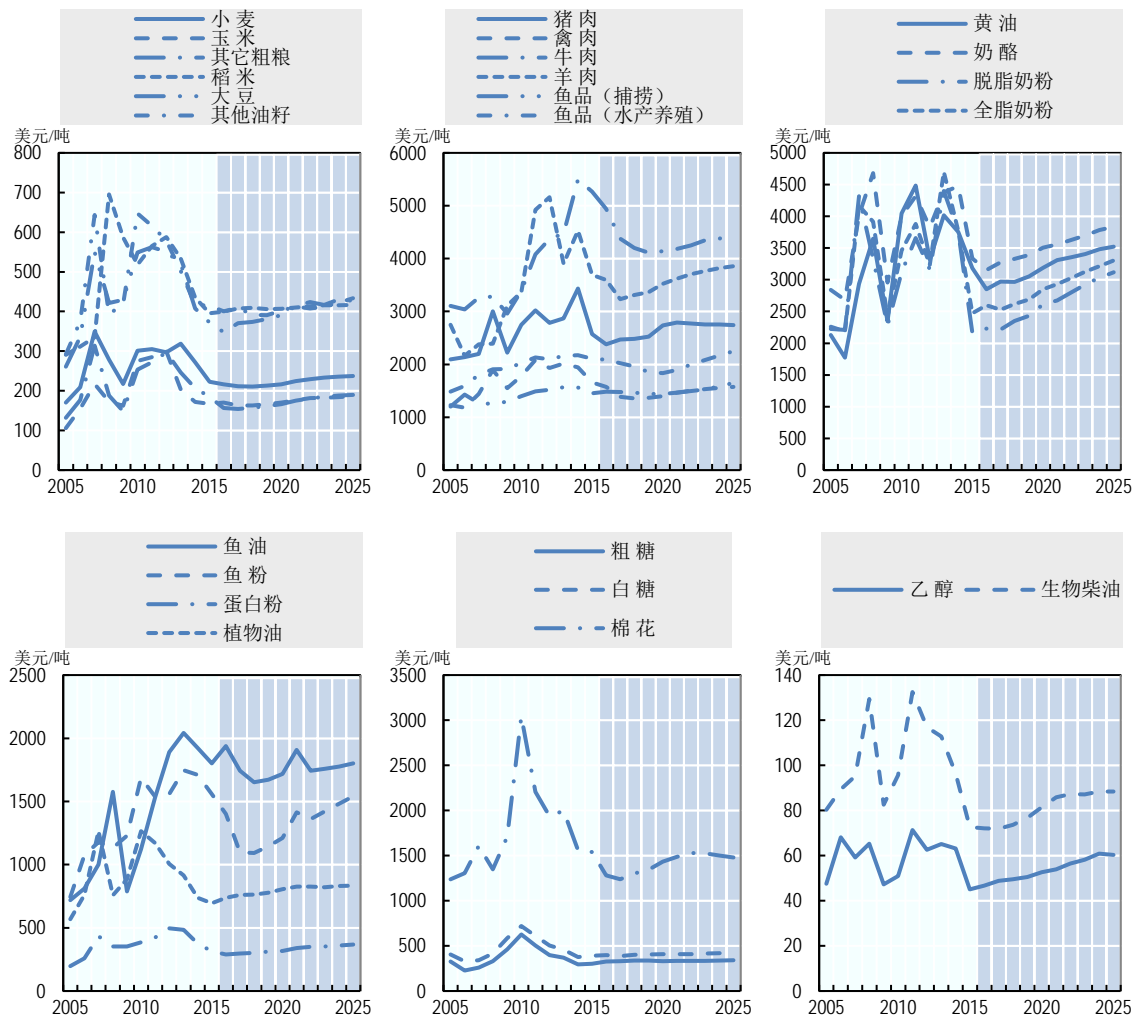 小麦
玉米
其它粗粮
稻米
大豆
其他油籽
美元/吨
800
700
600
500
400
300
200
100
0
2005 2010 2015 2020 2025
猪肉
禽肉
牛肉
羊肉
鱼品（捕捞）
鱼品（水产养殖）
美元/吨
6000
5000
4000
3000
2000
1000
0
2005 2010 2015 2020 2025
黄油
奶酪
脱脂奶粉
全脂奶粉
美元/吨
5000
4500
4000
3500
3000
2500
2000
1500
1000
500
0
2005 2010 2015 2020 2025
鱼油
鱼粉
蛋白粉
植物油
美元/吨
2500
2000
1500
1000
500
0
2005 2010 2015 2020 2025
粗糖
白糖
棉花
美元/吨
3500
3000
2500
2000
1500
1000
500
0
2005 2010 2015 2020 2025
乙醇 生物柴油
美元/吨
140
120
100
80
60
40
20
0
2005 2010 2015 2020 2025